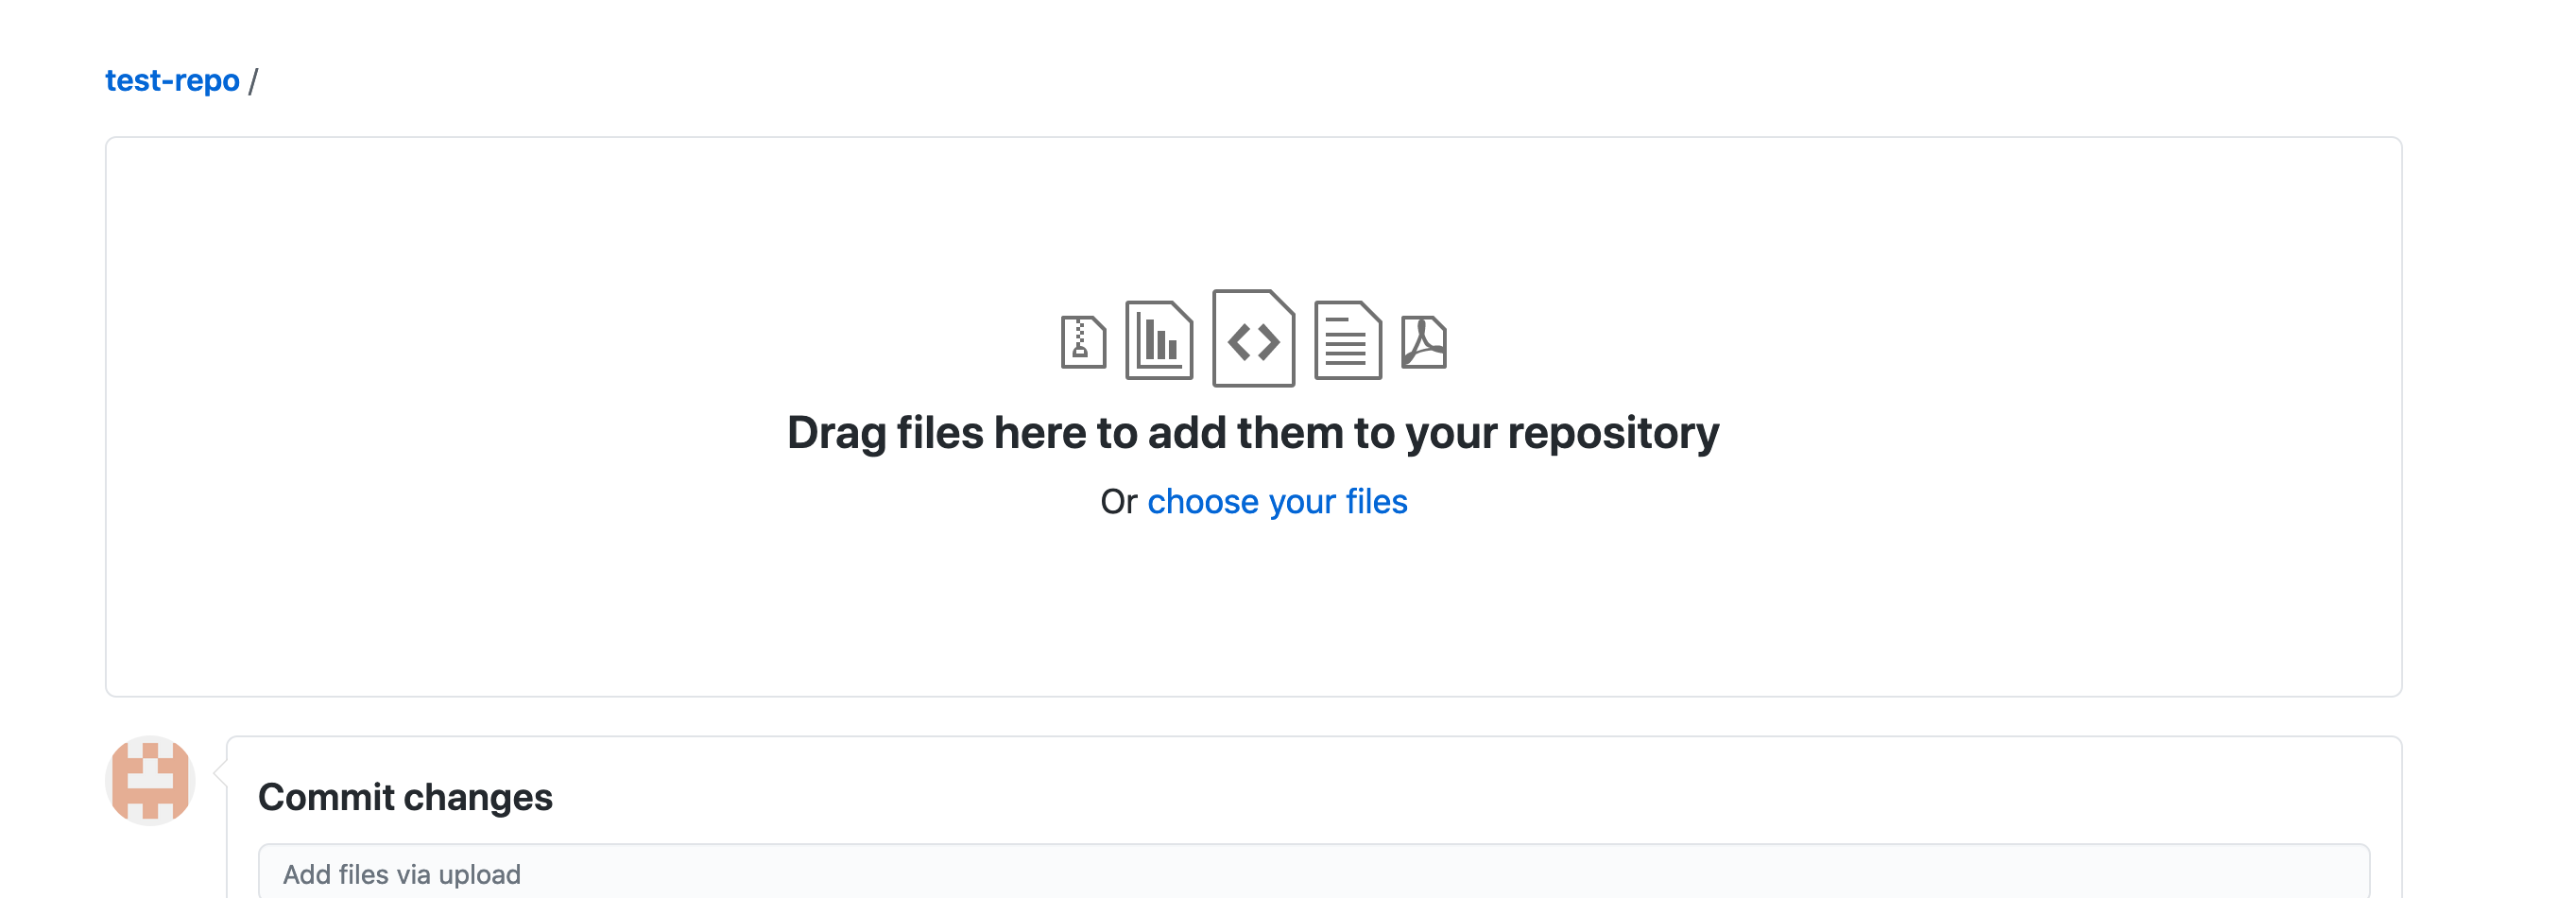 test-repo /
Drag files here to add them to your repository
Or choose your files
Commit changes
Add files via upload